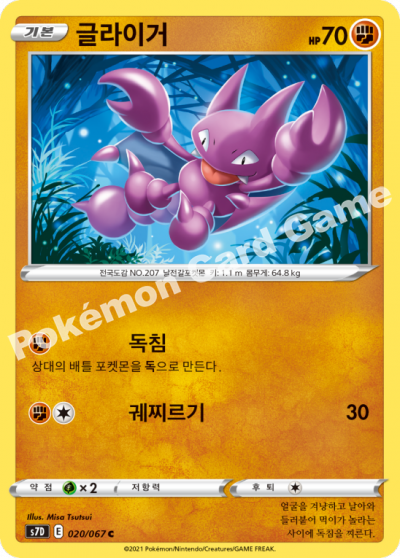 기본 글라이거 HP 70
전국도감 NO.207 날전갈포켓몬 키: 1.1 m 몸무게: 64.8 kg
Pokémon Card Game
독침
상대의 배틀 포켓몬을 독으로 만든다.
궤찌르기 30
약점 ×2 저항력 후퇴
Illus. Misa Tsutsui
s7D E 020/067 C
얼굴을 겨냥하고 날아와
들러붙어 먹이가 놀라는
사이에 독침을 찌른다.
©2021 Pokémon/Nintendo/Creatures/GAME FREAK.